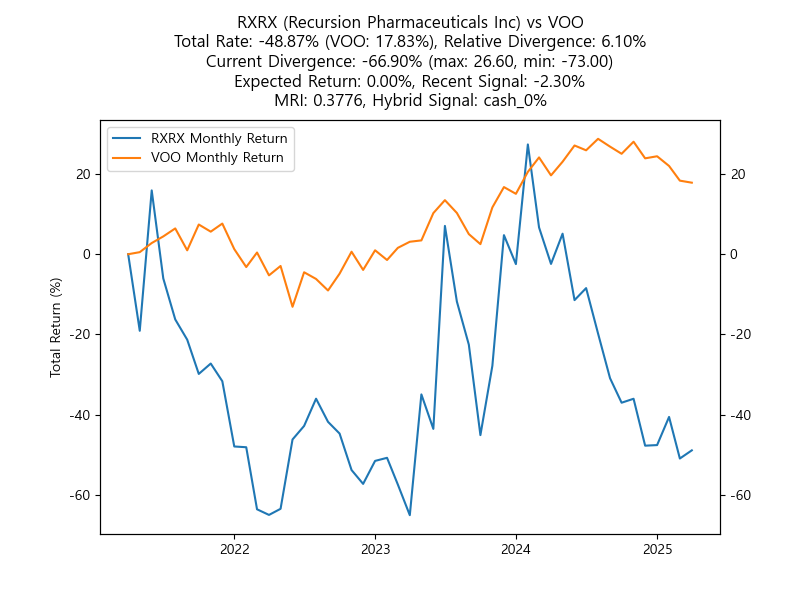 RXRX (Recursion Pharmaceuticals Inc) vs VOO
Total Rate: -48.87% (VOO: 17.83%), Relative Divergence: 6.10%
Current Divergence: -66.90% (max: 26.60, min: -73.00)
Expected Return: 0.00%, Recent Signal: -2.30%
MRI: 0.3776, Hybrid Signal: cash_0%
RXRX Monthly Return
VOO Monthly Return
Total Return (%)
20
0
-20
-40
-60
20
0
-20
-40
-60
2022
2023
2024
2025